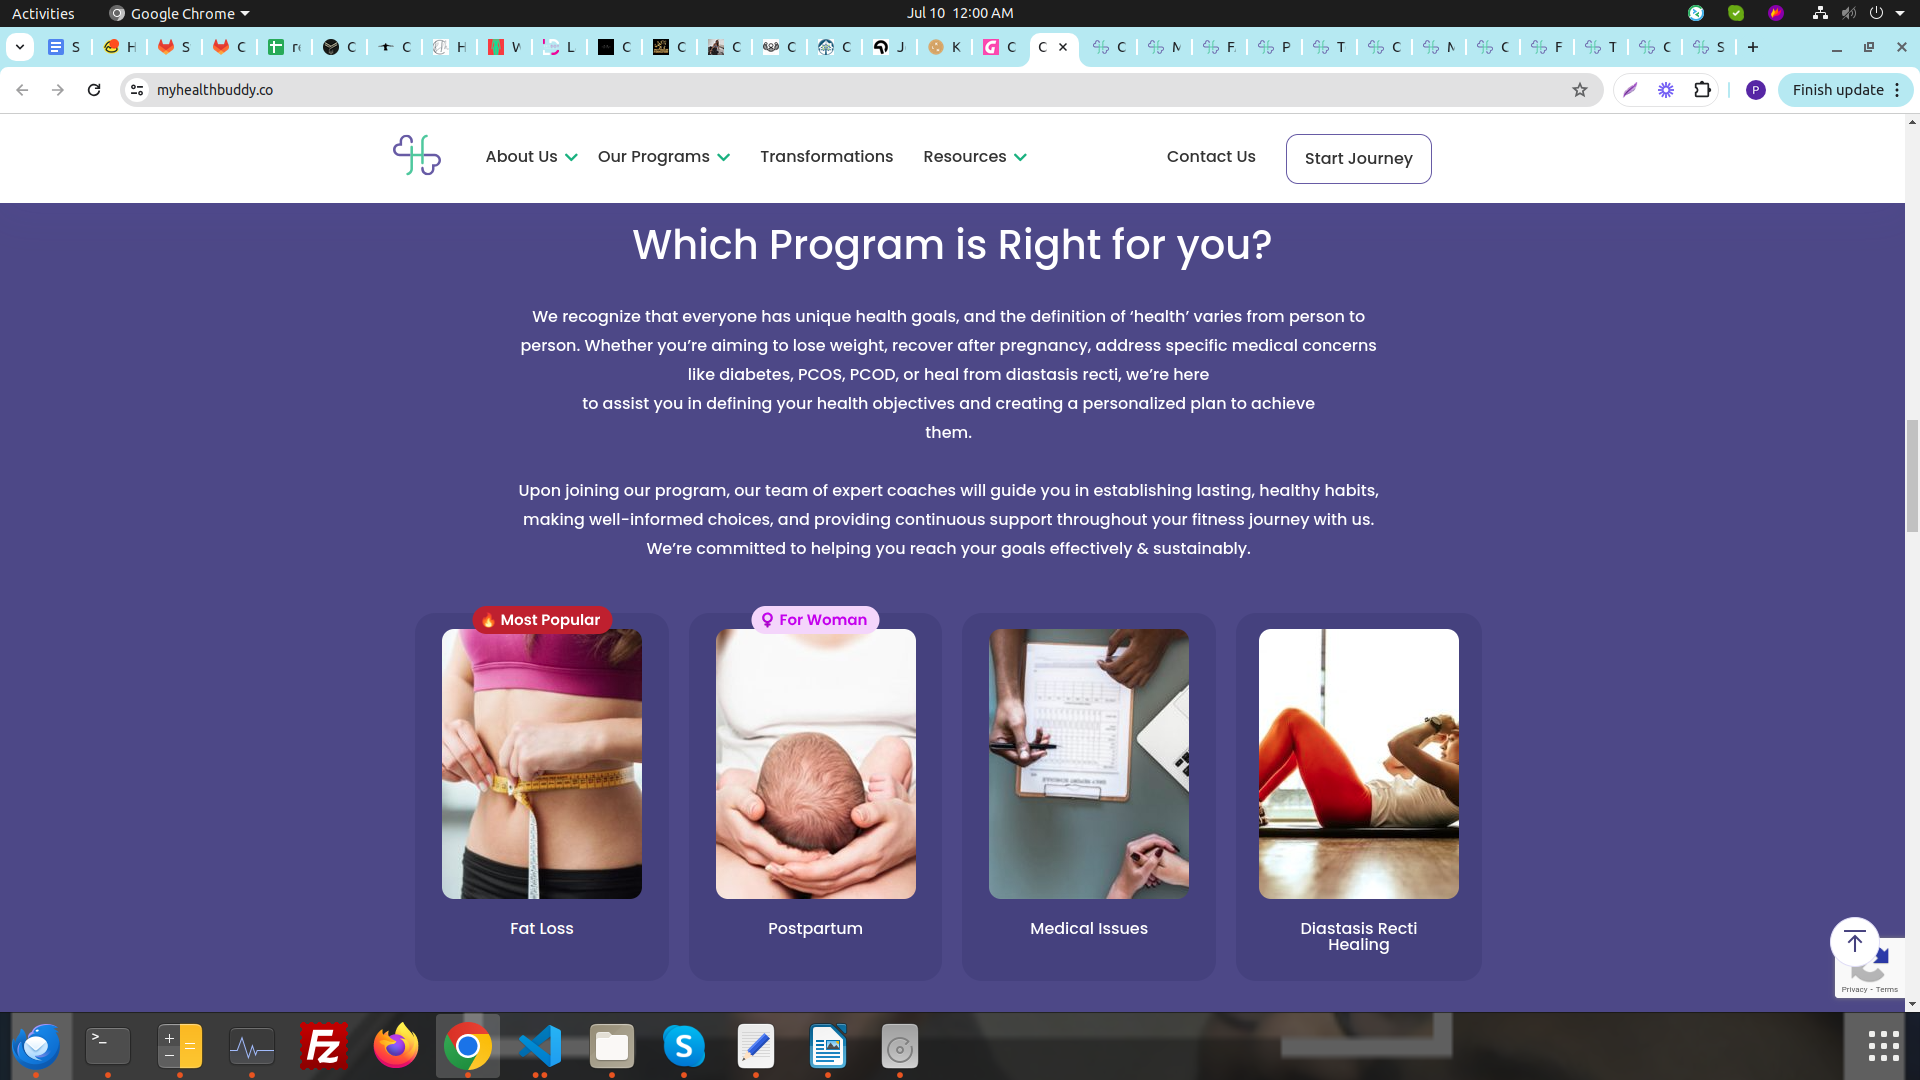 Activities
Google Chrome
Jul 10 12:00 AM
S
H
S
C
re
C
C
H
W
L
C
C
C
C
C
J
K
C
C
C
M
F
P
T
C
M
C
F
T
C
S
myhealthbuddy.co
P
Finish update
About Us
Our Programs
Transformations
Resources
Contact Us
Start Journey
Which Program is Right for you?
We recognize that everyone has unique health goals, and the definition of ‘health’ varies from person to
person. Whether you’re aiming to lose weight, recover after pregnancy, address specific medical concerns
like diabetes, PCOS, PCOD, or heal from diastasis recti, we’re here
to assist you in defining your health objectives and creating a personalized plan to achieve
them.
Upon joining our program, our team of expert coaches will guide you in establishing lasting, healthy habits,
making well-informed choices, and providing continuous support throughout your fitness journey with us.
We’re committed to helping you reach your goals effectively & sustainably.
Most Popular
For Woman
Fat Loss
Postpartum
Medical Issues
Diastasis Recti
Healing
Privacy - Terms